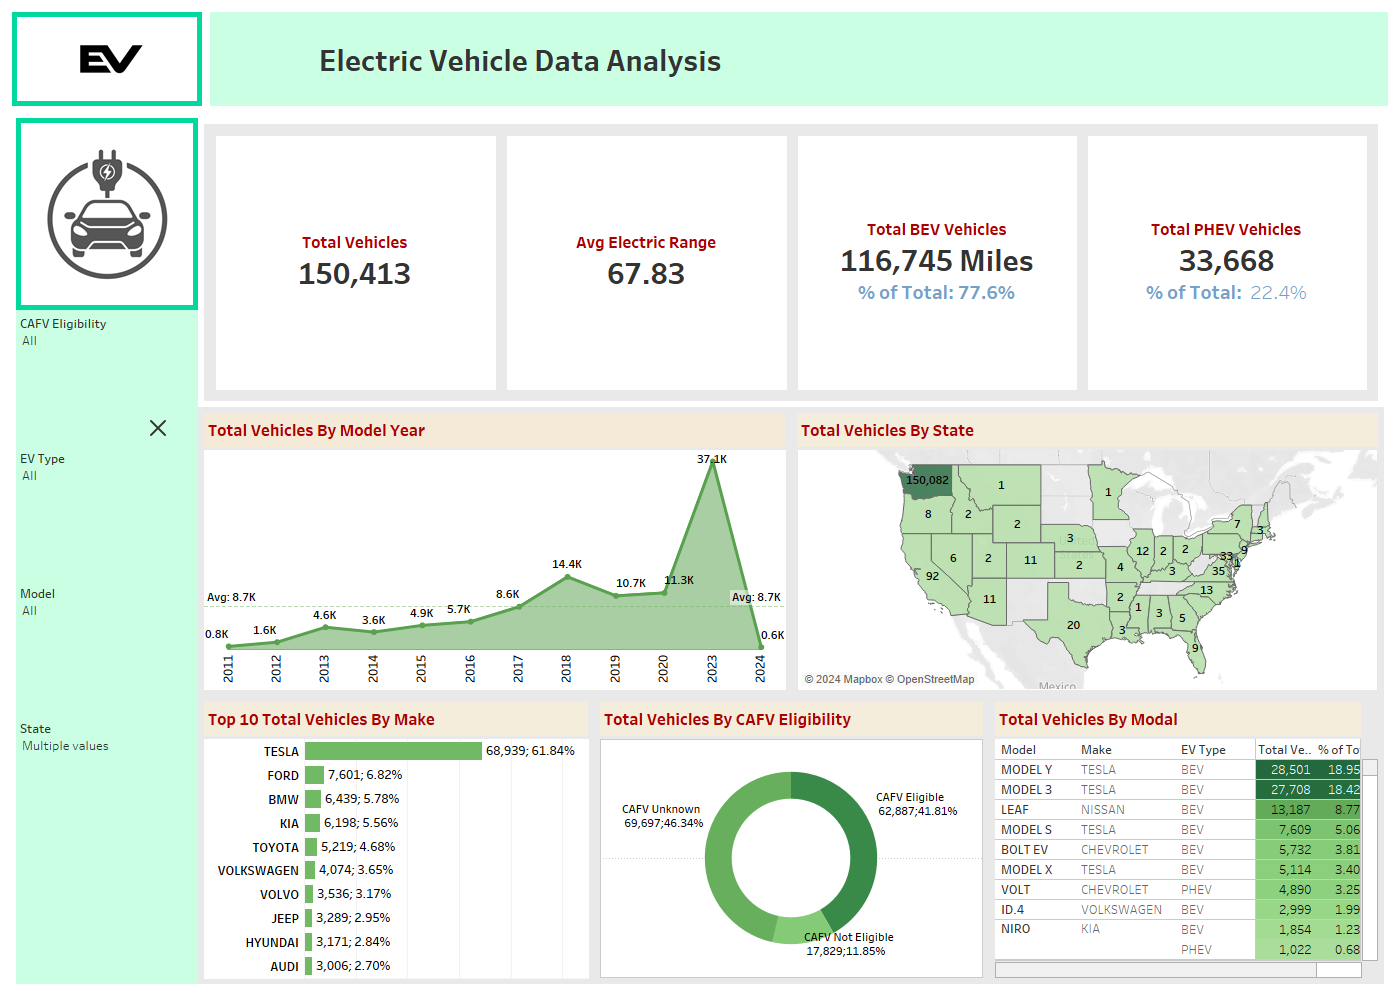 EV
Electric Vehicle Data Analysis
CAFV Eligibility
All
EV Type
All
Model
All
State
Multiple values
Total Vehicles
150,413
Avg Electric Range
67.83
Total BEV Vehicles
116,745 Miles
% of Total: 77.6%
Total PHEV Vehicles
33,668
% of Total: 22.4%
Total Vehicles By Model Year
37.1K
14.4K
10.7K
11.3K
8.6K
Avg: 8.7K
Avg: 8.7K
5.7K
4.9K
4.6K
3.6K
1.6K
0.8K
0.6K
2011
2012
2013
2014
2015
2016
2017
2018
2019
2020
2023
2024
Total Vehicles By State
150,082
1
1
8
2
2
3
7
3
6
2
11
2
12
2
2
9
33
1
92
4
3
35
11
2
13
20
1
3
5
3
9
United States
Mexico
© 2024 Mapbox © OpenStreetMap
Top 10 Total Vehicles By Make
TESLA 68,939; 61.84%
FORD 7,601; 6.82%
BMW 6,439; 5.78%
KIA 6,198; 5.56%
TOYOTA 5,219; 4.68%
VOLKSWAGEN 4,074; 3.65%
VOLVO 3,536; 3.17%
JEEP 3,289; 2.95%
HYUNDAI 3,171; 2.84%
AUDI 3,006; 2.70%
Total Vehicles By CAFV Eligibility
CAFV Unknown
69,697;46.34%
CAFV Eligible
62,887;41.81%
CAFV Not Eligible
17,829;11.85%
Total Vehicles By Modal
Model Make EV Type Total Ve.. % of To
MODEL Y TESLA BEV 28,501 18.95
MODEL 3 TESLA BEV 27,708 18.42
LEAF NISSAN BEV 13,187 8.77
MODEL S TESLA BEV 7,609 5.06
BOLT EV CHEVROLET BEV 5,732 3.81
MODEL X TESLA BEV 5,114 3.40
VOLT CHEVROLET PHEV 4,890 3.25
ID.4 VOLKSWAGEN BEV 2,999 1.99
NIRO KIA BEV 1,854 1.23
PHEV 1,022 0.68